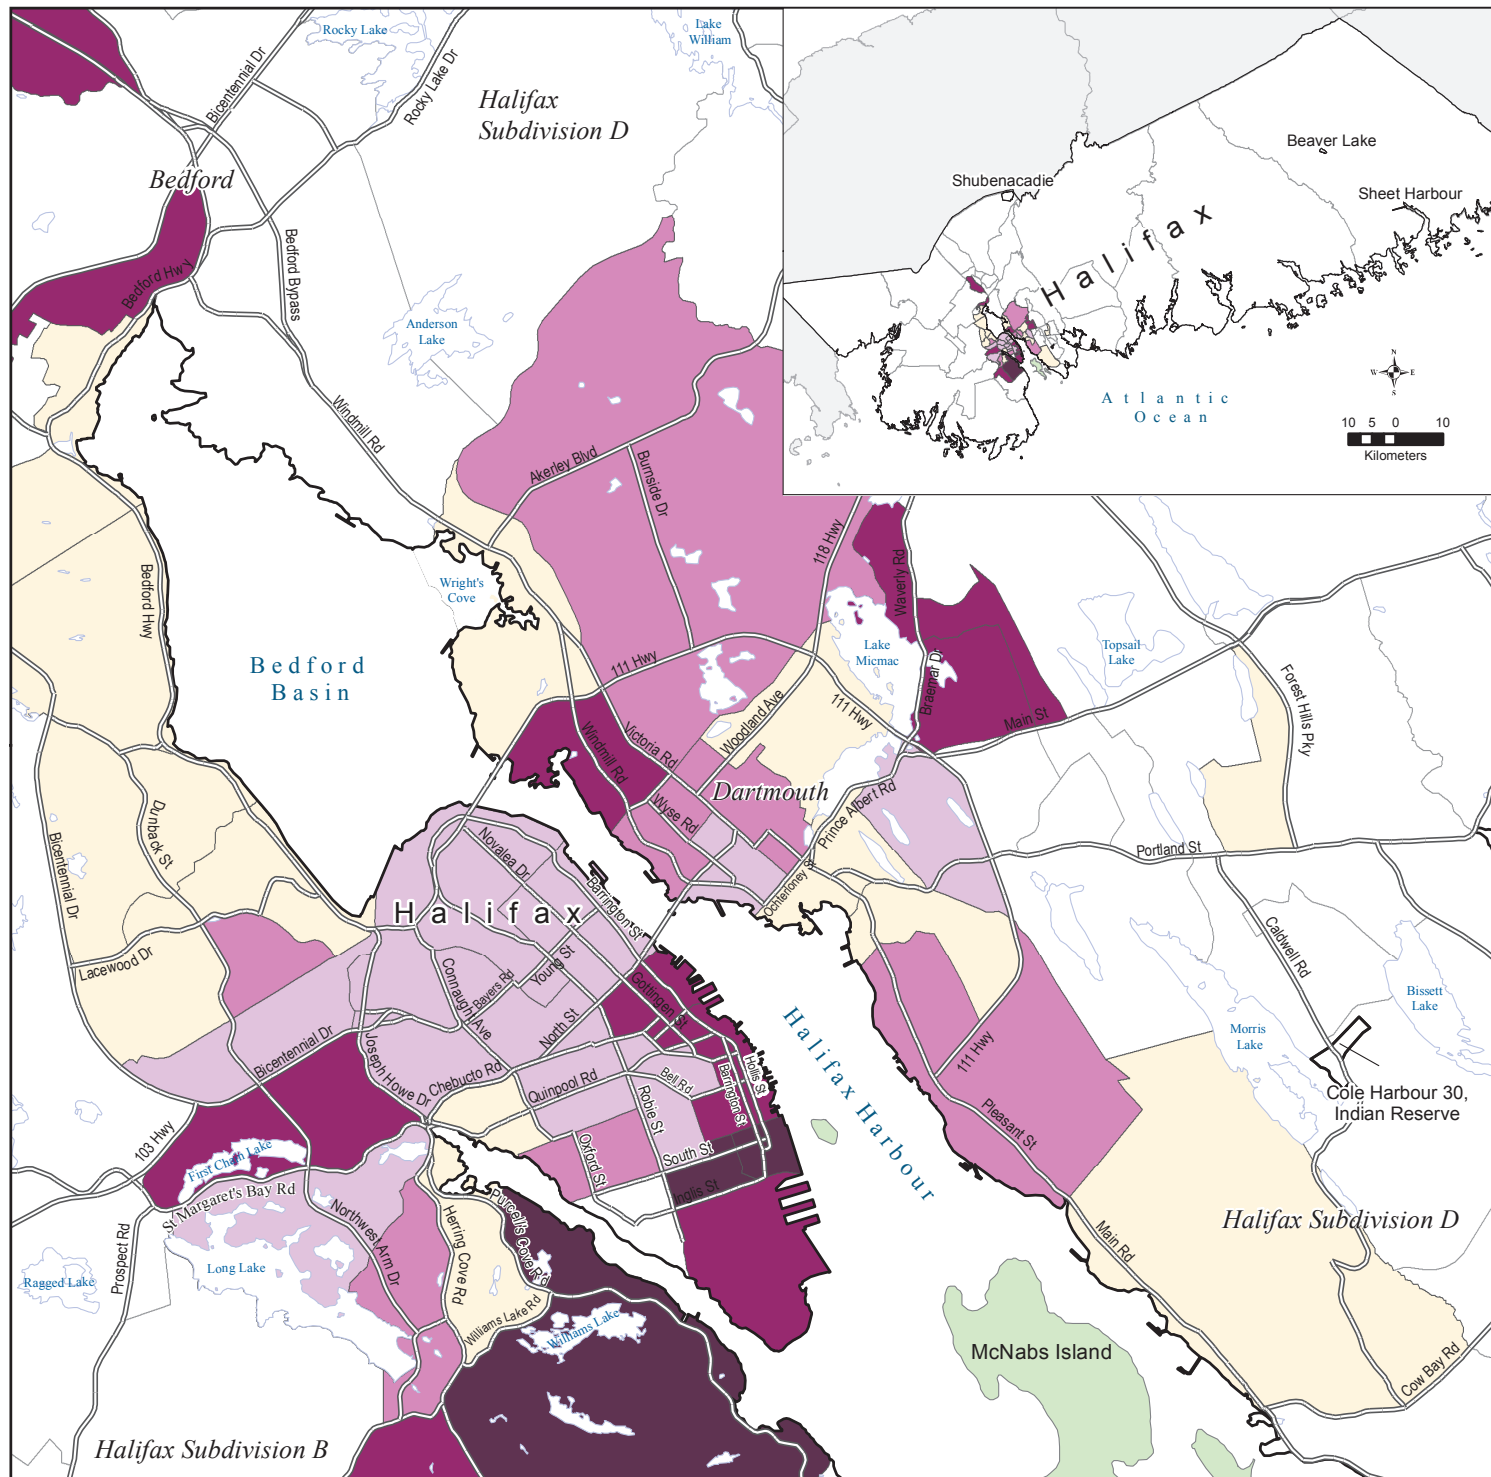 Rocky Lake
Lake
William
Bicentennial Dr
Rocky Lake Dr
Halifax
Subdivision D
Bedford
Bedford Hwy
Bedford Bypass
Anderson
Lake
Windmill Rd
Akerley Blvd
Burnside Dr
118 Hwy
Waverly Rd
Wright's
Cove
Bedford Hwy
Bedford
Basin
111 Hwy
Lake
Micmac
Braemar Dr
Topsail
Lake
Main St
Forest Hills Pky
Woodland Ave
111 Hwy
Victoria Rd
Windmill Rd
Wyse Rd
Dartmouth
Prince Albert Rd
Portland St
Ochterloney St
Dunback St
Bicentennial Dr
Lacewood Dr
Novalea Dr
Barrington St
Halifax
Connaught Ave
Bayers Rd
Young St
North St
Gottingen St
Bicentennial Dr
Joseph Howe Dr
Chebucto Rd
Quinpool Rd
Bell Rd
Robie St
Oxford St
Barrington St
Hollis St
South St
Inglis St
Halifax Harbour
Caldwell Rd
Bissett
Lake
Morris
Lake
Cole Harbour 30,
Indian Reserve
111 Hwy
Pleasant St
Main Rd
Halifax Subdivision D
Cow Bay Rd
McNabs Island
103 Hwy
First Chain Lake
St Margaret's Bay Rd
Prospect Rd
Ragged Lake
Long Lake
Northwest Arm Dr
Herring Cove Rd
Purcell's Cove Rd
Williams Lake Rd
Williams Lake
Halifax Subdivision B
Beaver Lake
Shubenacadie
Sheet Harbour
Halifax
Atlantic
Ocean
N
W E
S
10 5 0 10
Kilometers